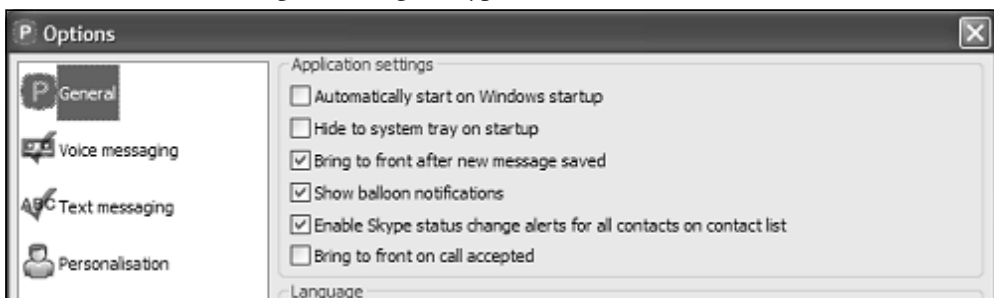 P Options
Application settings
P General
Automatically start on Windows startup
Hide to system tray on startup
Voice messaging
Bring to front after new message saved
Show balloon notifications
ABC Text messaging
Enable Skype status change alerts for all contacts on contact list
Bring to front on call accepted
Personalisation
Language